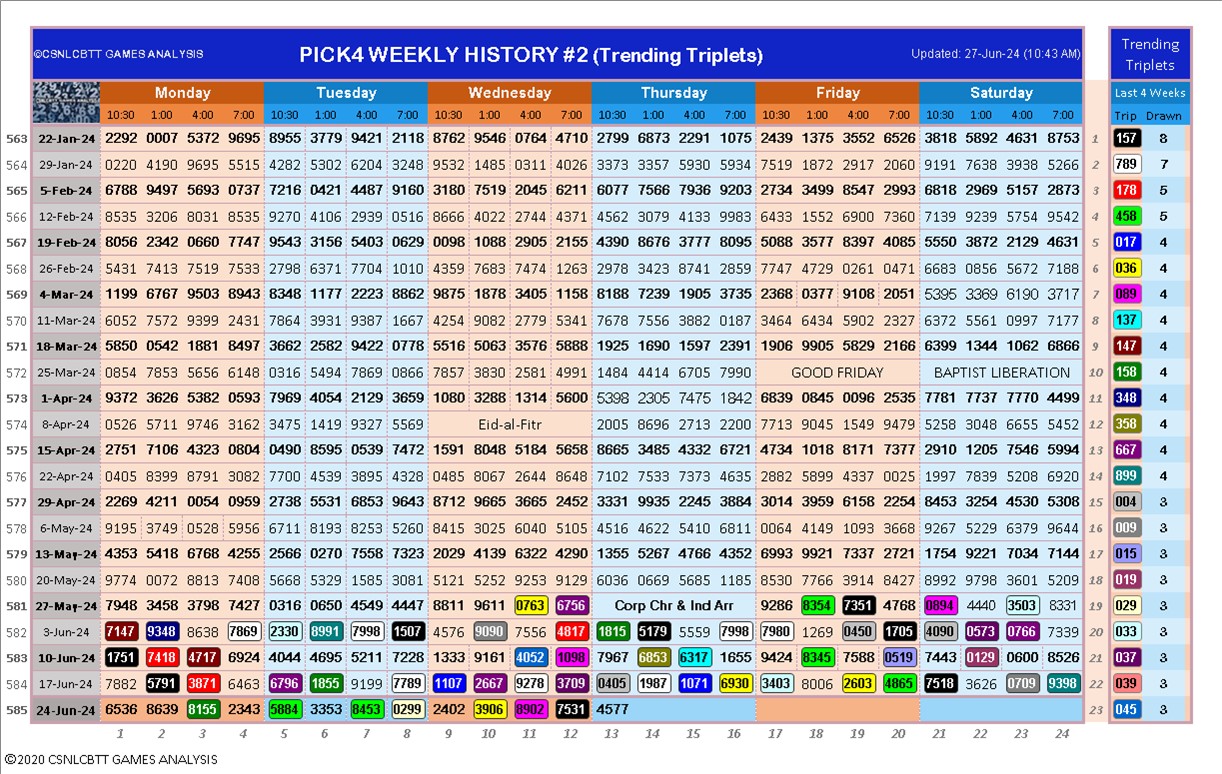 ©CSNLCBTT GAMES ANALYSIS PICK4 WEEKLY HISTORY #2 (Trending Triplets) Updated: 27-Jun-24 (10:43 AM) Trending Triplets
Monday Tuesday Wednesday Thursday Friday Saturday Last 4 Weeks
10:30 1:00 4:00 7:00 10:30 1:00 4:00 7:00 10:30 1:00 4:00 7:00 10:30 1:00 4:00 7:00 10:30 1:00 4:00 7:00 10:30 1:00 4:00 7:00 Trip Drawn
563 22-Jan-24 2292 0007 5372 9695 8955 3779 9421 2118 8762 9546 0764 4710 2799 6873 2291 1075 2439 1375 3552 6526 3818 5892 4631 8753 1 157 8
564 29-Jan-24 0220 4190 9695 5515 4282 5302 6204 3248 9532 1485 0311 4026 3373 3357 5930 5934 7519 1872 2917 2060 9191 7638 3938 5266 2 789 7
565 5-Feb-24 6788 9497 5693 0737 7216 0421 4487 9160 3180 7519 2045 6211 6077 7566 7936 9203 2734 3499 8547 2993 6818 2969 5157 2873 3 178 5
566 12-Feb-24 8535 3206 8031 8535 9270 4106 2939 0516 8666 4022 2744 4371 4562 3079 4133 9983 6433 1552 6900 7360 7139 9239 5754 9542 4 458 5
567 19-Feb-24 8056 2342 0660 7747 9543 3156 5403 0629 0098 1088 2905 2155 4390 8676 3777 8095 5088 3577 8397 4085 5550 3872 2129 4631 5 017 4
568 26-Feb-24 5431 7413 7519 7533 2798 6371 7704 1010 4359 7683 7474 1263 2978 3423 8741 2859 7747 4729 0261 0471 6683 0856 5672 7188 6 036 4
569 4-Mar-24 1199 6767 9503 8943 8348 1177 2223 8862 9875 1878 3405 1158 8188 7239 1905 3735 2368 0377 9108 2051 5395 3369 6190 3717 7 089 4
570 11-Mar-24 6052 7572 9399 2431 7864 3931 9387 1667 4254 9082 2779 5341 7678 7556 3882 0187 3464 6434 5902 2327 6372 5561 0997 7177 8 137 4
571 18-Mar-24 5850 0542 1881 8497 3662 2582 9422 0778 5516 5063 3576 5888 1925 1690 1597 2391 1906 9905 5829 2166 6399 1344 1062 6866 9 147 4
572 25-Mar-24 0854 7853 5656 6148 0316 5494 7869 0866 7857 3830 2581 4991 1484 4414 6705 7990 GOOD FRIDAY BAPTIST LIBERATION 10 158 4
573 1-Apr-24 9372 3626 5382 0593 7969 4054 2129 3659 1080 3288 1314 5600 5398 2305 7475 1842 6839 0845 0096 2535 7781 7737 7770 4499 11 348 4
574 8-Apr-24 0526 5711 9746 3162 3475 1419 9327 5569 Eid-al-Fitr 2005 8696 2713 2200 7713 9045 1549 9479 5258 3048 6655 5452 12 358 4
575 15-Apr-24 2751 7106 4323 0804 0490 8595 0539 7472 1591 8048 5184 5658 8665 3485 4332 6721 4734 1018 8171 7377 2910 1205 7546 5994 13 667 4
576 22-Apr-24 0405 8399 8791 3082 7700 4539 3895 4328 0465 2087 2644 8648 7102 7533 7373 4635 2882 5899 4337 0025 1997 7839 5208 6920 14 899 4
577 29-Apr-24 2269 4211 0054 0959 2738 5531 6853 9643 8712 9665 3665 2452 3331 9935 2245 3884 3014 3959 6158 2254 8453 3254 4530 5308 15 004 3
578 6-May-24 9195 3749 0528 5956 6711 8193 8253 5260 8415 3025 6040 5105 4516 4622 5410 6811 0064 4149 1093 3668 9267 5229 6379 9644 16 009 3
579 13-May-24 4353 5418 6768 4255 2566 0270 7558 7323 2029 4139 6322 4290 1355 5267 4766 4352 6993 9921 7337 2721 1754 9221 7034 7144 17 015 3
580 20-May-24 9774 0072 8813 7408 5668 5329 1585 3081 5121 5252 9253 9129 6036 0669 5685 1185 8530 7766 3914 8427 8992 9798 3601 5209 18 019 3
581 27-May-24 7948 3458 3798 7427 0316 0650 4549 4447 8811 9611 0763 6756 Corp Chr & Ind Arr 9286 8354 7351 4768 0894 4440 3503 8331 19 029 3
582 3-Jun-24 7147 9348 8638 7869 2330 8991 7998 1507 4576 9090 7556 4817 1815 5179 5559 7998 7980 1269 0450 1705 4090 0573 0766 7339 20 033 3
583 10-Jun-24 1751 7418 4717 6924 4044 4695 5211 7228 1333 9161 4052 1098 7967 6853 6317 1655 9424 8345 7588 0519 7443 0129 0600 8526 21 037 3
584 17-Jun-24 7882 5791 3871 6463 6796 1855 9199 7789 1107 2667 9278 3709 0405 1987 1071 6930 3403 8006 2603 4865 7518 3626 0709 9398 22 039 3
585 24-Jun-24 6536 8639 8155 2343 5884 3353 8453 0299 2402 3906 8902 7531 4577 23 045 3
1 2 3 4 5 6 7 8 9 10 11 12 13 14 15 16 17 18 19 20 21 22 23 24
©2020 CSNLCBTT GAMES ANALYSIS